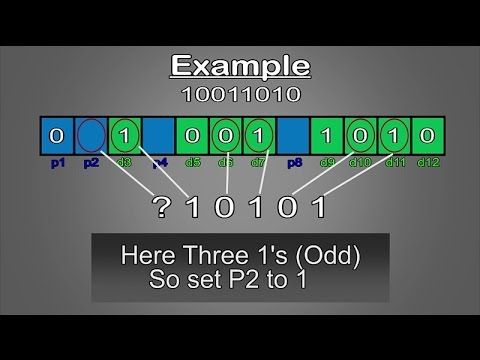 Example
10011010
0 1 0 0 1 1 0 1 0
p1 p2 d3 p4 d5 d6 d7 p8 d9 d10 d11 d12
? 1 0 1 0 1
Here Three 1's (Odd)
So set P2 to 1